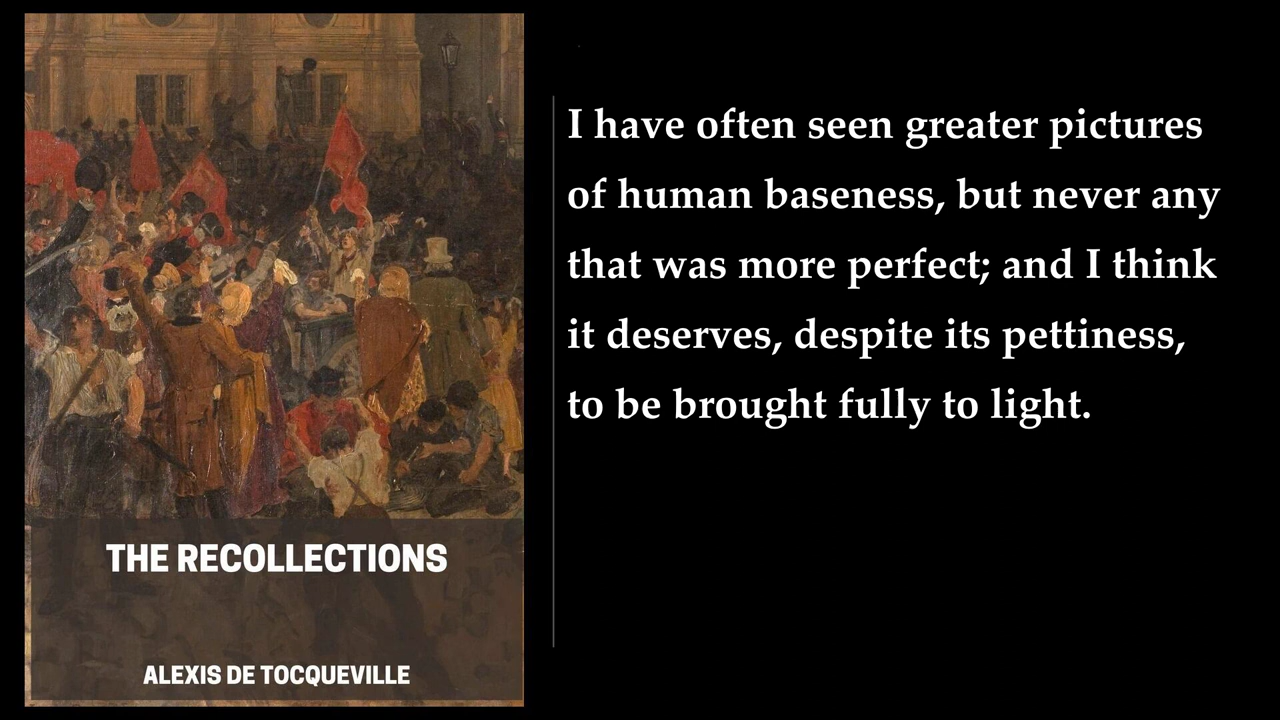 THE RECOLLECTIONS
ALEXIS DE TOCQUEVILLE
I have often seen greater pictures
of human baseness, but never any
that was more perfect; and I think
it deserves, despite its pettiness,
to be brought fully to light.